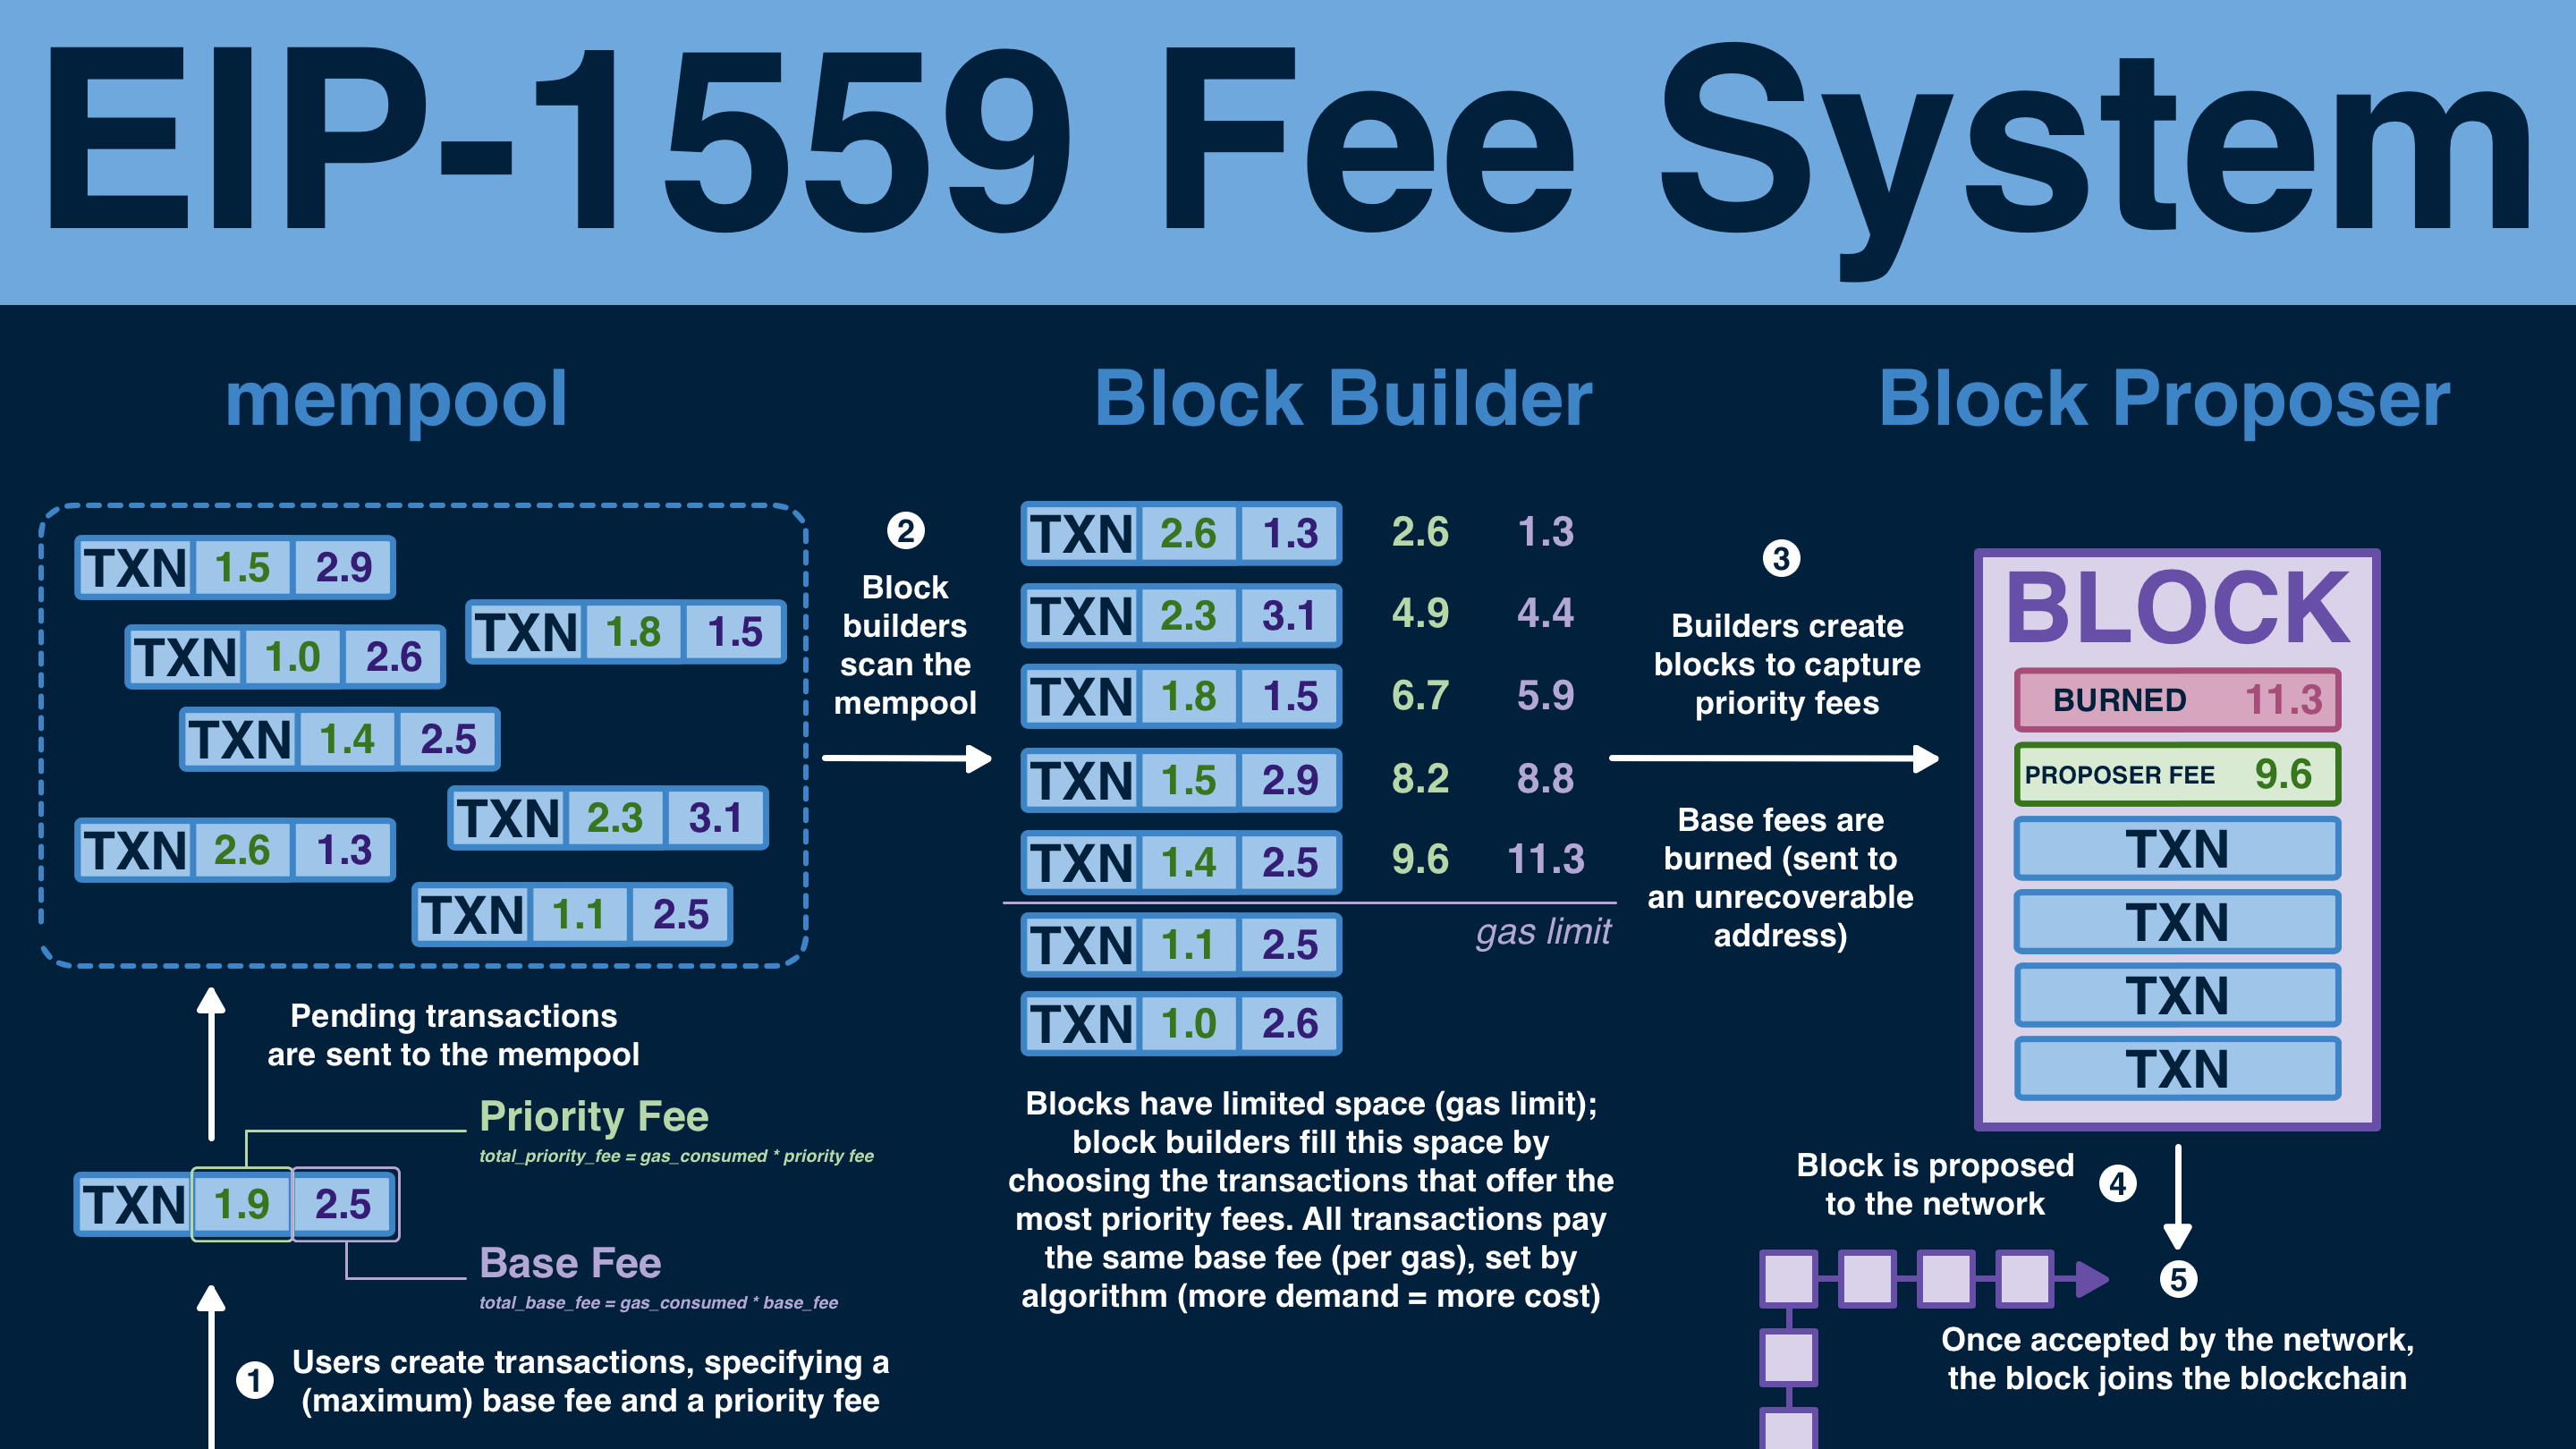 EIP-1559 Fee System
mempool
TXN 1.5 2.9
TXN 1.8 1.5
TXN 1.0 2.6
TXN 1.4 2.5
TXN 2.3 3.1
TXN 2.6 1.3
TXN 1.1 2.5
Pending transactions
are sent to the mempool
Priority Fee
total_priority_fee = gas_consumed * priority fee
TXN 1.9 2.5
Base Fee
total_base_fee = gas_consumed * base_fee
1
Users create transactions, specifying a
(maximum) base fee and a priority fee
2
Block
builders
scan the
mempool
Block Builder
TXN 2.6 1.3 2.6 1.3
TXN 2.3 3.1 4.9 4.4
TXN 1.8 1.5 6.7 5.9
TXN 1.5 2.9 8.2 8.8
TXN 1.4 2.5 9.6 11.3
gas limit
TXN 1.1 2.5
TXN 1.0 2.6
Blocks have limited space (gas limit);
block builders fill this space by
choosing the transactions that offer the
most priority fees. All transactions pay
the same base fee (per gas), set by
algorithm (more demand = more cost)
3
Builders create
blocks to capture
priority fees
Base fees are
burned (sent to
an unrecoverable
address)
Block Proposer
BLOCK
BURNED 11.3
PROPOSER FEE 9.6
TXN
TXN
TXN
TXN
Block is proposed
to the network
4
5
Once accepted by the network,
the block joins the blockchain